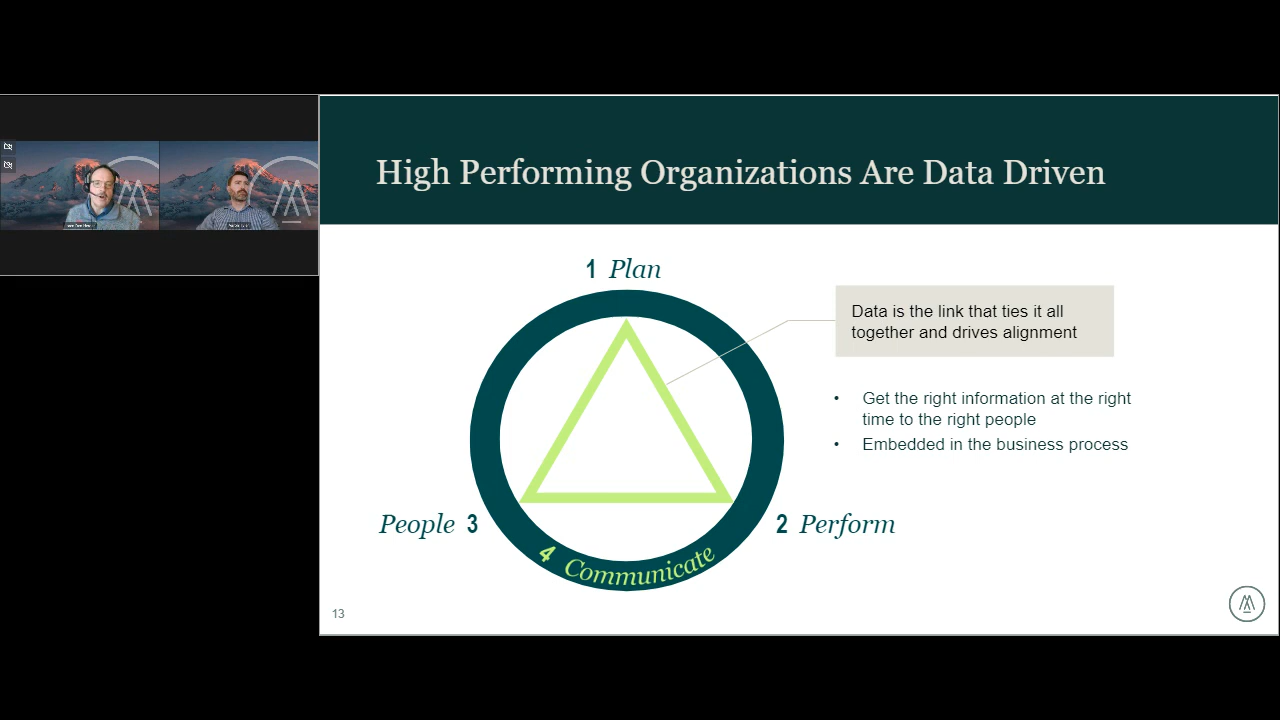 High Performing Organizations Are Data Driven
1 Plan
Data is the link that ties it all
together and drives alignment
• Get the right information at the right
time to the right people
• Embedded in the business process
People 3
2 Perform
4 Communicate
13